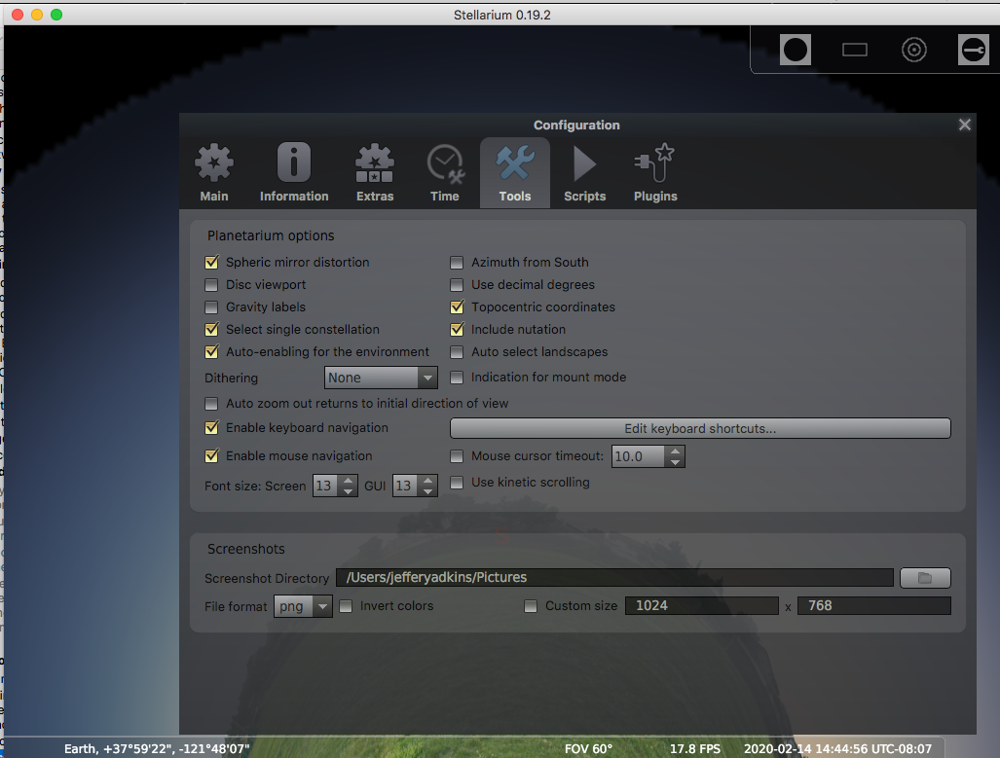 Stellarium 0.19.2
Configuration
Main Information Extras Time Tools Scripts Plugins
Planetarium options
Spheric mirror distortion Azimuth from South
Disc viewport Use decimal degrees
Gravity labels Topocentric coordinates
Select single constellation Include nutation
Auto-enabling for the environment Auto select landscapes
Dithering None Indication for mount mode
Auto zoom out returns to initial direction of view
Enable keyboard navigation Edit keyboard shortcuts...
Enable mouse navigation Mouse cursor timeout: 10.0
Font size: Screen 13 GUI 13 Use kinetic scrolling
Screenshots
Screenshot Directory /Users/jefferyadkins/Pictures
File format png Invert colors Custom size 1024 x 768
Earth, +37°59'22", -121°48'07" FOV 60° 17.8 FPS 2020-02-14 14:44:56 UTC-08:07